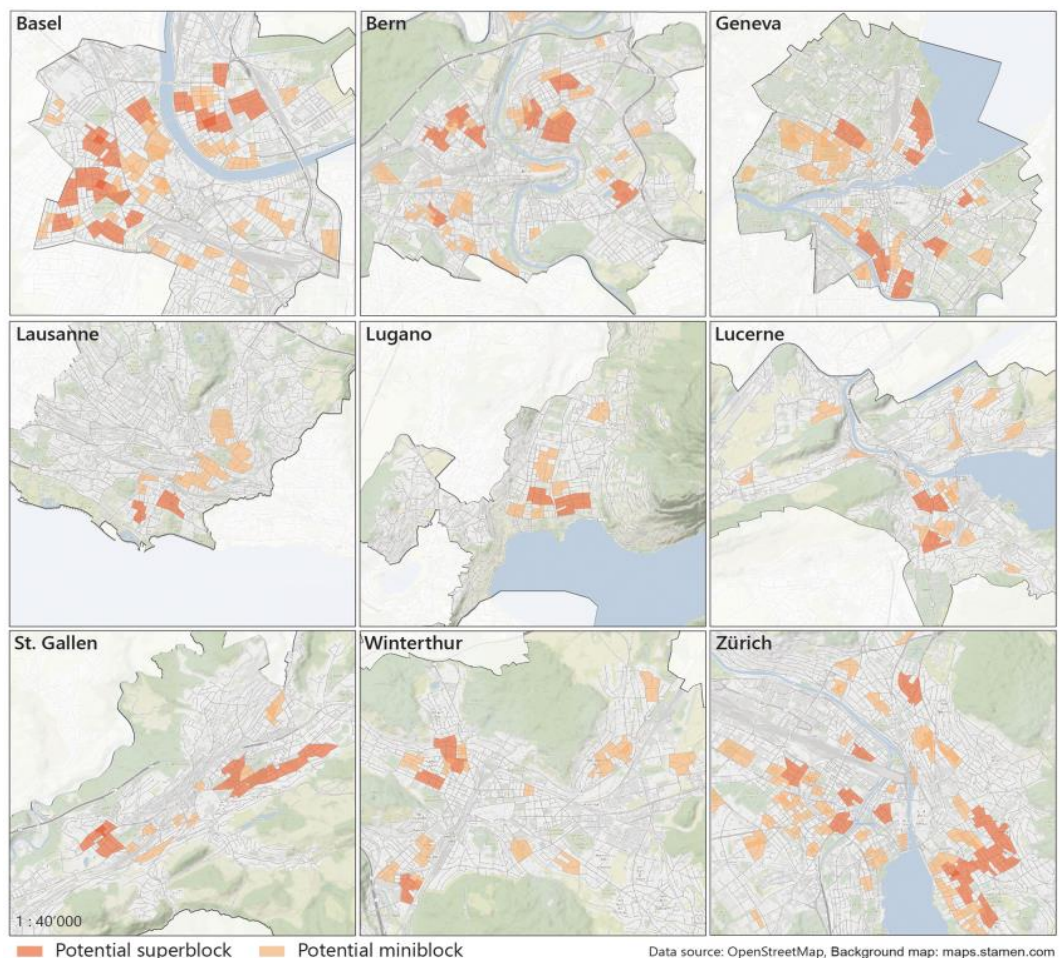 Basel
Bern
Geneva
Lausanne
Lugano
Lucerne
St. Gallen
Winterthur
Zürich
1 : 40'000
Potential superblock
Potential miniblock
Data source: OpenStreetMap, Background map: maps.stamen.com